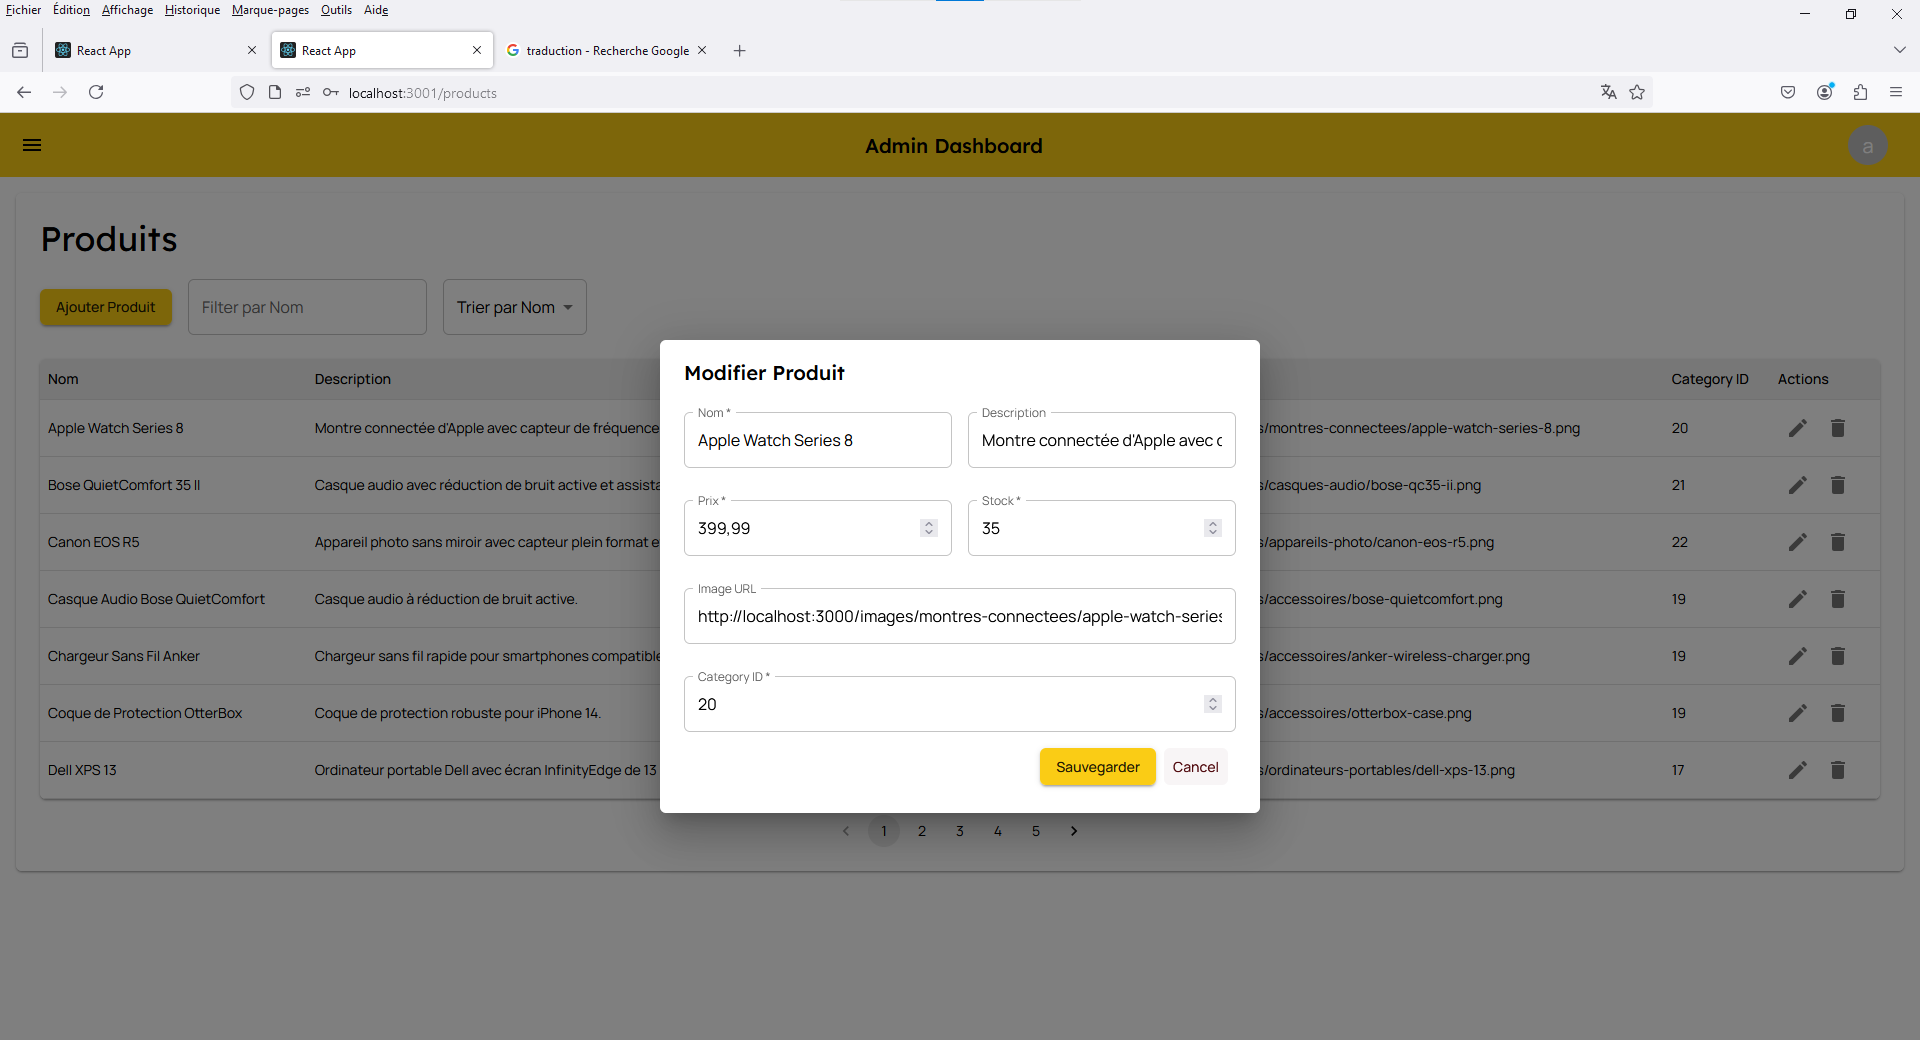 Fichier Édition Affichage Historique Marque-pages Outils Aide
React App
React App
traduction - Recherche Google
localhost:3001/products
Admin Dashboard
a
Produits
Ajouter Produit
Filter par Nom
Trier par Nom
Nom Description Category ID Actions
Apple Watch Series 8 Montre connectée d'Apple avec capteur de fréquence s/montres-connectees/apple-watch-series-8.png 20
Bose QuietComfort 35 II Casque audio avec réduction de bruit active et assista s/casques-audio/bose-qc35-ii.png 21
Canon EOS R5 Appareil photo sans miroir avec capteur plein format e s/appareils-photo/canon-eos-r5.png 22
Casque Audio Bose QuietComfort Casque audio à réduction de bruit active. s/accessoires/bose-quietcomfort.png 19
Chargeur Sans Fil Anker Chargeur sans fil rapide pour smartphones compatible s/accessoires/anker-wireless-charger.png 19
Coque de Protection OtterBox Coque de protection robuste pour iPhone 14. s/accessoires/otterbox-case.png 19
Dell XPS 13 Ordinateur portable Dell avec écran InfinityEdge de 13 s/ordinateurs-portables/dell-xps-13.png 17
Modifier Produit
Nom * Description
Apple Watch Series 8 Montre connectée d'Apple avec c
Prix * Stock *
399,99 35
Image URL
http://localhost:3000/images/montres-connectees/apple-watch-series
Category ID *
20
Sauvegarder Cancel
1 2 3 4 5